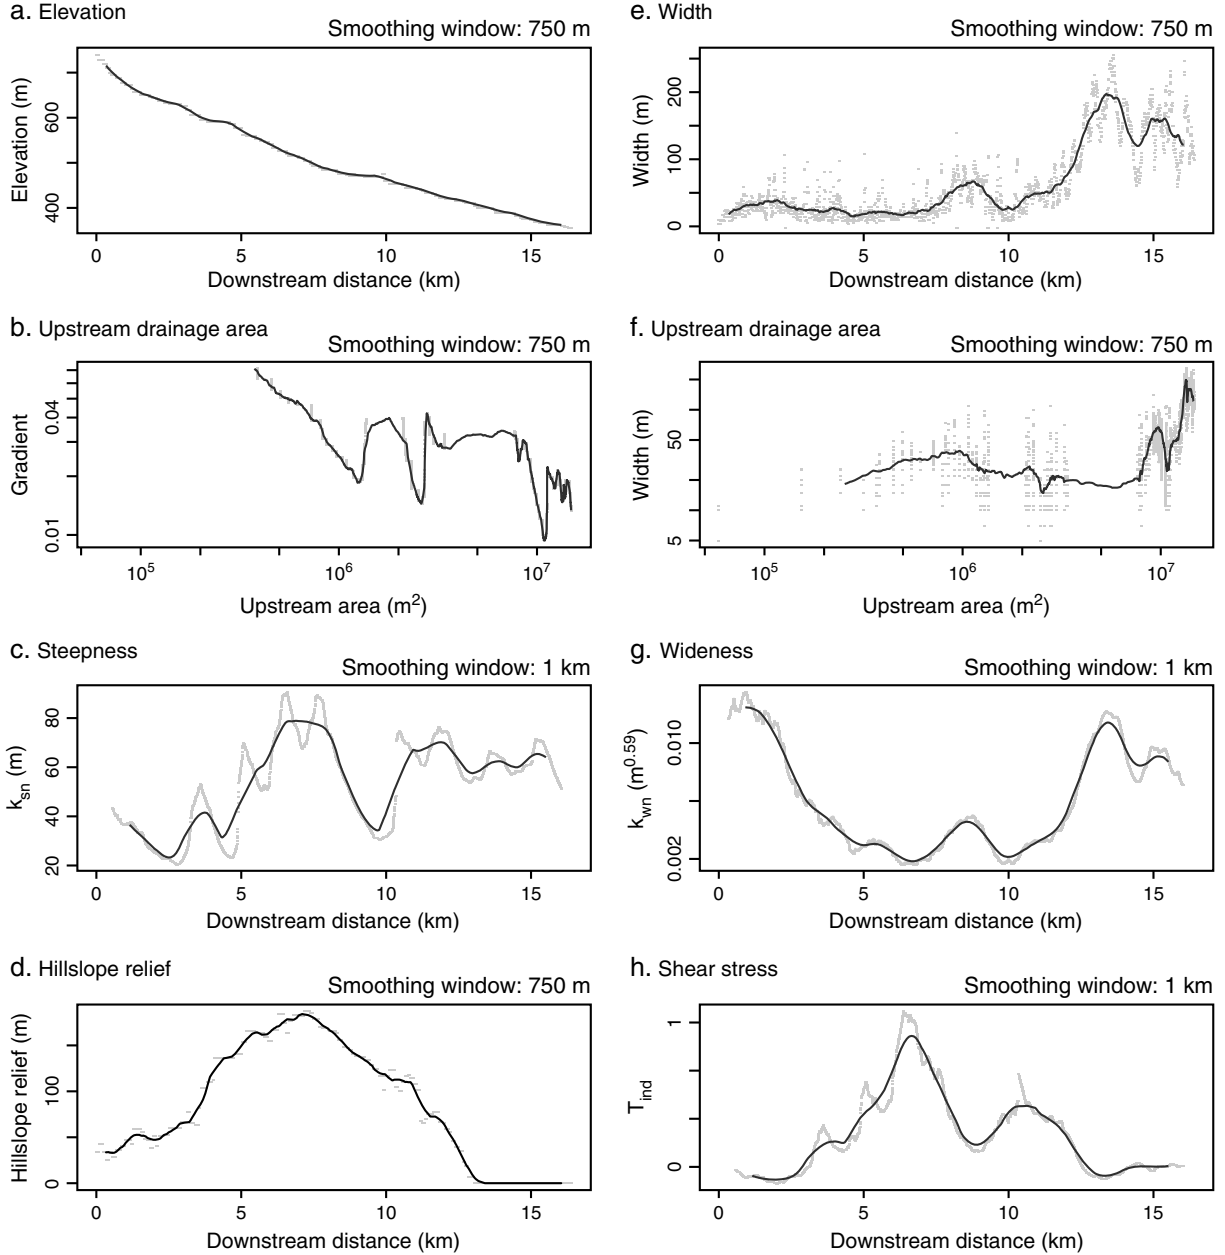 a. Elevation
Smoothing window: 750 m
Elevation (m)
600
400
0 5 10 15
Downstream distance (km)
b. Upstream drainage area
Smoothing window: 750 m
Gradient
0.04
0.01
10^5 10^6 10^7
Upstream area (m^2)
c. Steepness
Smoothing window: 1 km
k_sn (m)
80
60
40
20
0 5 10 15
Downstream distance (km)
d. Hillslope relief
Smoothing window: 750 m
Hillslope relief (m)
100
0
0 5 10 15
Downstream distance (km)
e. Width
Smoothing window: 750 m
Width (m)
200
100
0
0 5 10 15
Downstream distance (km)
f. Upstream drainage area
Smoothing window: 750 m
Width (m)
50
5
10^5 10^6 10^7
Upstream area (m^2)
g. Wideness
Smoothing window: 1 km
k_wn (m^0.59)
0.010
0.002
0 5 10 15
Downstream distance (km)
h. Shear stress
Smoothing window: 1 km
T_ind
1
0
0 5 10 15
Downstream distance (km)